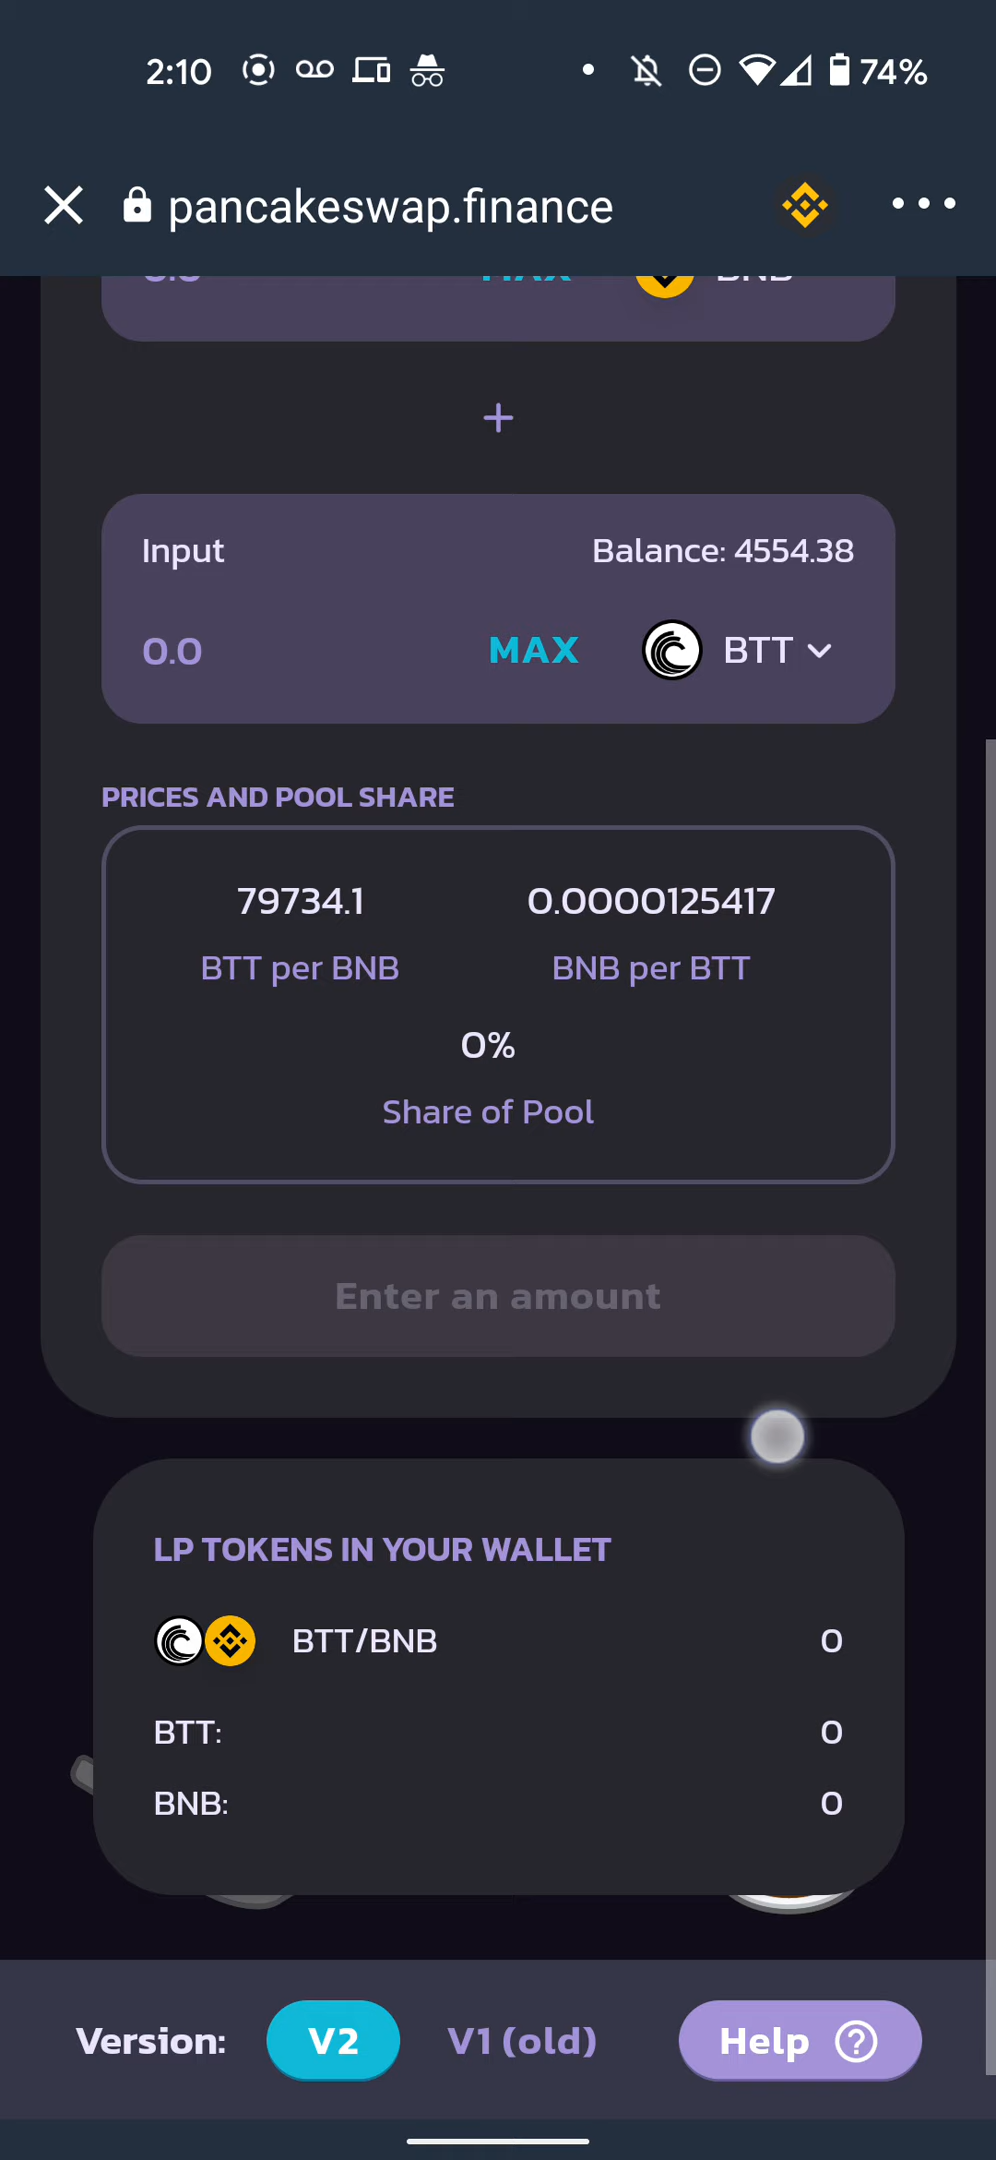 2:10 74%
pancakeswap.finance
MAX BNB
+
Input Balance: 4554.38
0.0 MAX BTT
PRICES AND POOL SHARE
79734.1 0.0000125417
BTT per BNB BNB per BTT
0%
Share of Pool
Enter an amount
LP TOKENS IN YOUR WALLET
BTT/BNB 0
BTT: 0
BNB: 0
Version: V2 V1 (old) Help ?